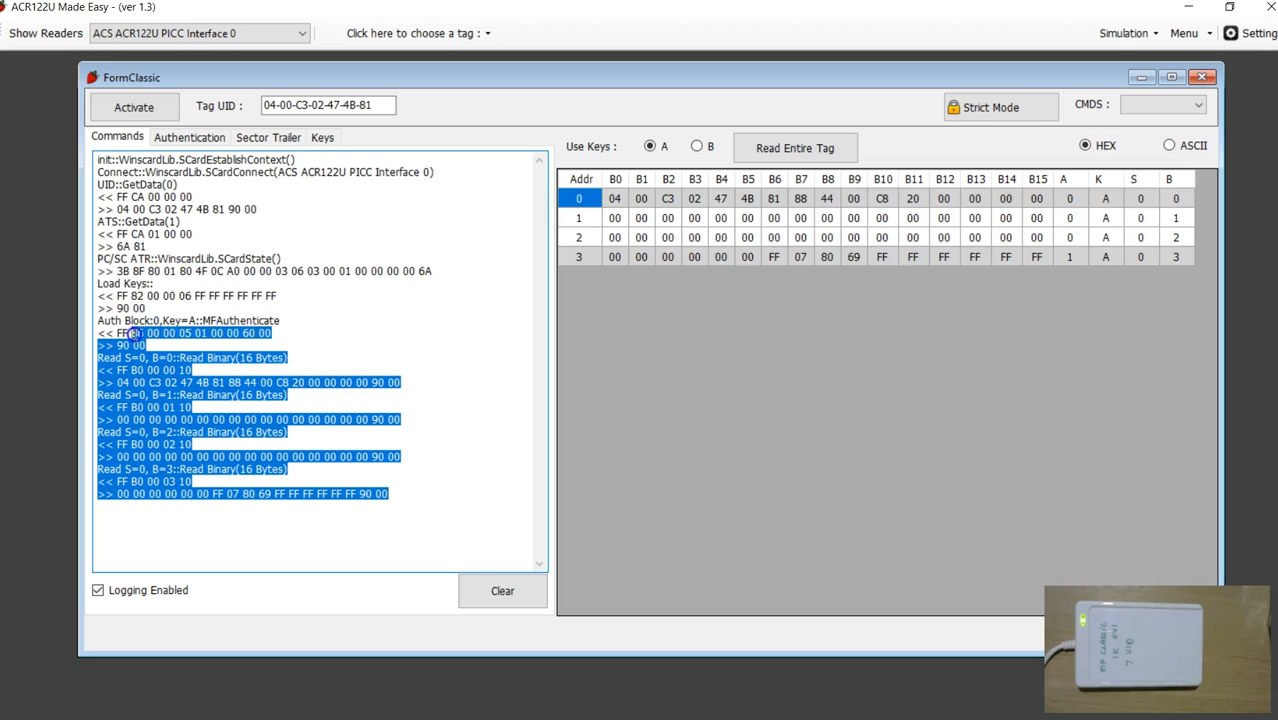 ACR122U Made Easy - (ver 1.3)
Show Readers ACS ACR122U PICC Interface 0 Click here to choose a tag : Simulation Menu Setting
FormClassic
Activate Tag UID : 04-00-C3-02-47-4B-81 Strict Mode CMDS :
Commands Authentication Sector Trailer Keys
init::WinscardLib.SCardEstablishContext()
Connect::WinscardLib.SCardConnect(ACS ACR122U PICC Interface 0)
UID::GetData(0)
<< FF CA 00 00 00
>> 04 00 C3 02 47 4B 81 90 00
ATS::GetData(1)
<< FF CA 01 00 00
>> 6A 81
PC/SC ATR::WinscardLib.SCardState()
>> 3B 8F 80 01 80 4F 0C A0 00 00 03 06 03 00 01 00 00 00 00 6A
Load Keys::
<< FF 82 00 00 06 FF FF FF FF FF FF
>> 90 00
Auth Block:0,Key=A::MFAuthenticate
<< FF 00 00 05 01 00 00 60 00
>> 90 00
Read S=0, B=0::Read Binary(16 Bytes)
<< FF B0 00 00 10
>> 04 00 C3 02 47 4B 81 88 44 00 C8 20 00 00 00 00 90 00
Read S=0, B=1::Read Binary(16 Bytes)
<< FF B0 00 01 10
>> 00 00 00 00 00 00 00 00 00 00 00 00 00 00 00 00 90 00
Read S=0, B=2::Read Binary(16 Bytes)
<< FF B0 00 02 10
>> 00 00 00 00 00 00 00 00 00 00 00 00 00 00 00 00 90 00
Read S=0, B=3::Read Binary(16 Bytes)
<< FF B0 00 03 10
>> 00 00 00 00 00 00 FF 07 80 69 FF FF FF FF FF FF 90 00
Logging Enabled Clear
Use Keys : A B Read Entire Tag HEX ASCII
Addr B0 B1 B2 B3 B4 B5 B6 B7 B8 B9 B10 B11 B12 B13 B14 B15 A K S B
0 04 00 C3 02 47 4B 81 88 44 00 C8 20 00 00 00 00 0 A 0 0
1 00 00 00 00 00 00 00 00 00 00 00 00 00 00 00 00 0 A 0 1
2 00 00 00 00 00 00 00 00 00 00 00 00 00 00 00 00 0 A 0 2
3 00 00 00 00 00 00 FF 07 80 69 FF FF FF FF FF FF 1 A 0 3
CLASSIC
1K
7 UID